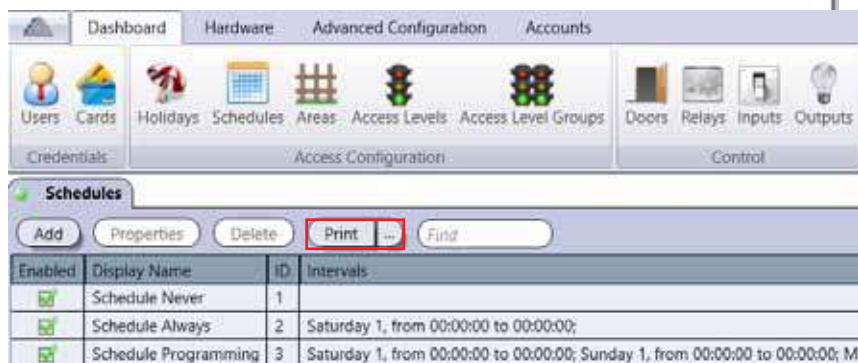 Dashboard Hardware Advanced Configuration Accounts
Users Cards Holidays Schedules Areas Access Levels Access Level Groups Doors Relays Inputs Outputs
Credentials Access Configuration Control
Schedules
Add Properties Delete Print ... Find
Enabled Display Name ID Intervals
Schedule Never 1
Schedule Always 2 Saturday 1, from 00:00:00 to 00:00:00;
Schedule Programming 3 Saturday 1, from 00:00:00 to 00:00:00; Sunday 1, from 00:00:00 to 00:00:00; M